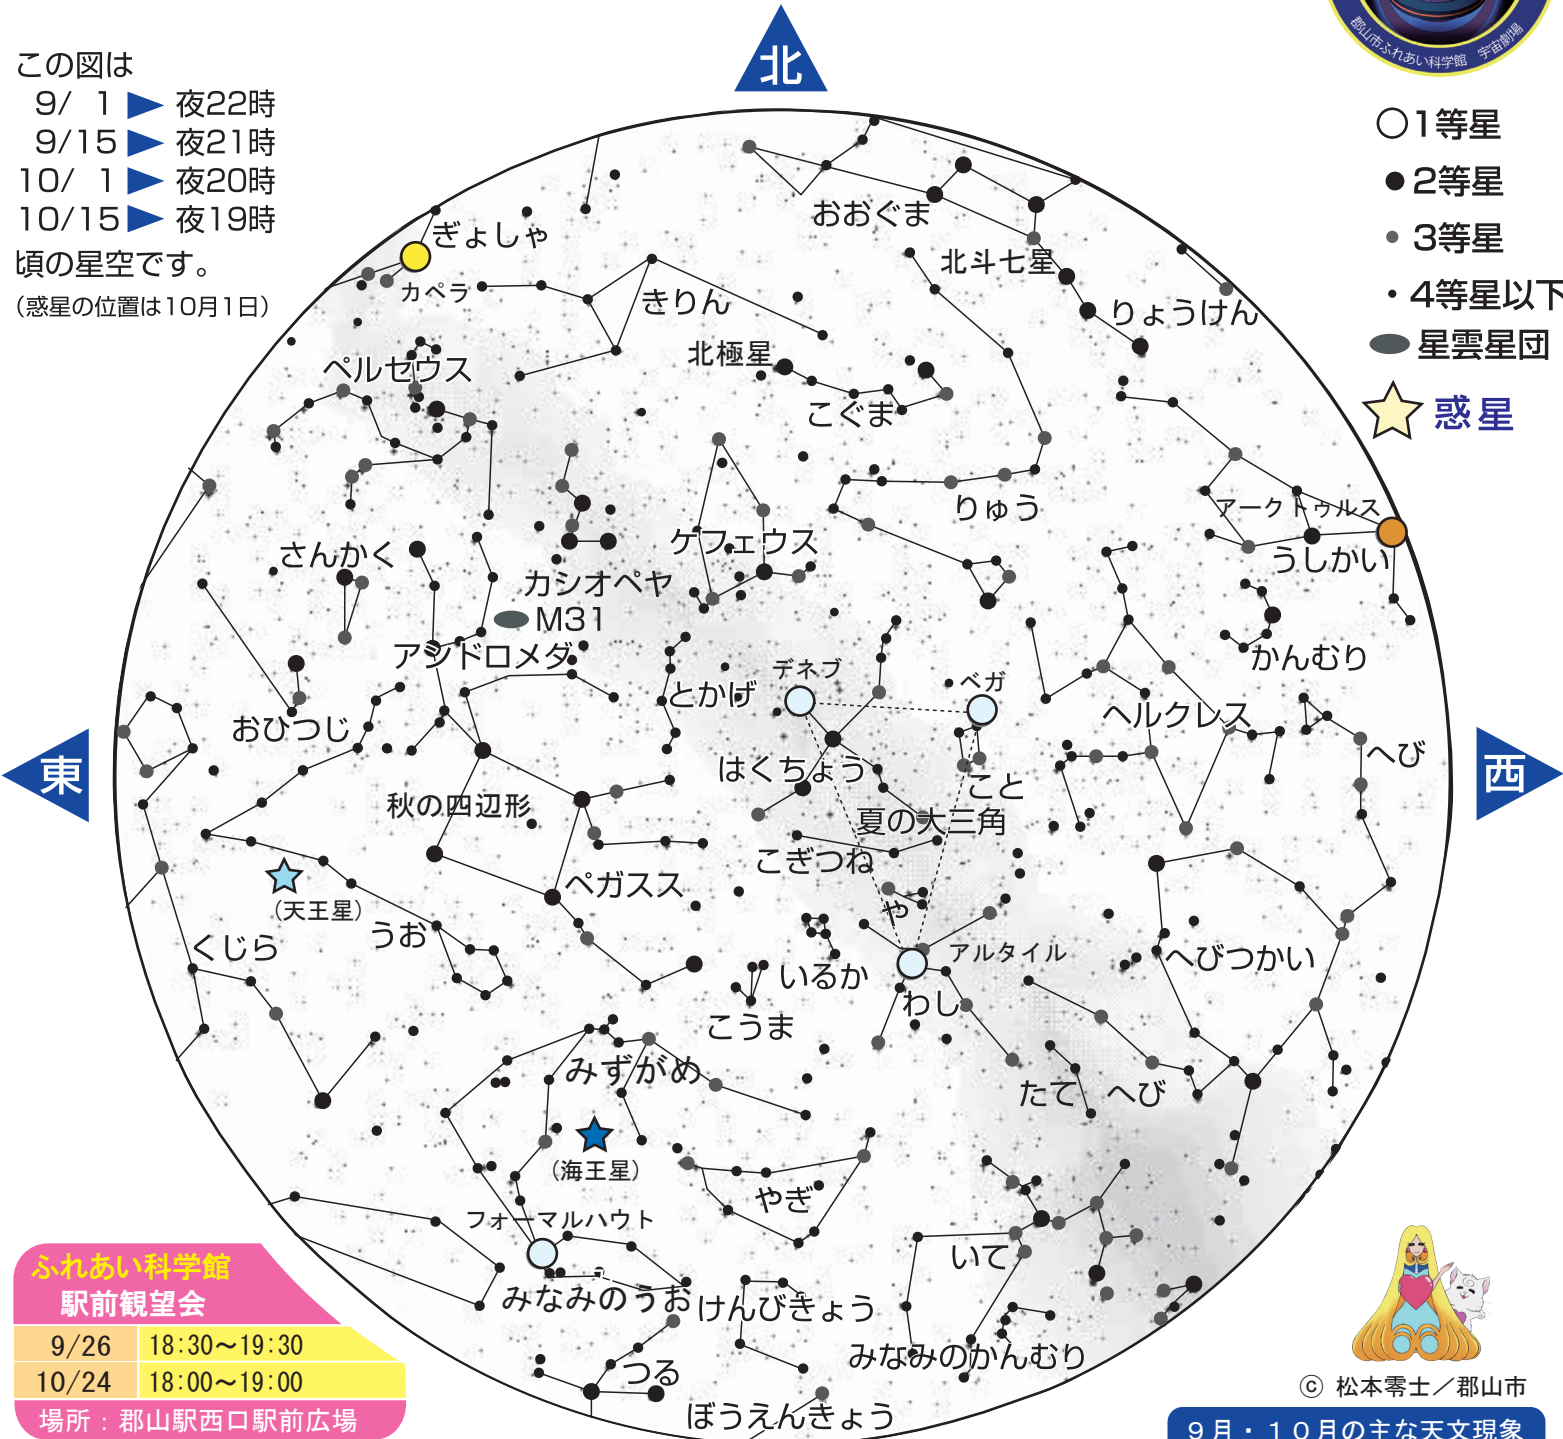 この図は
9/ 1 ▶ 夜22時
9/15 ▶ 夜21時
10/ 1 ▶ 夜20時
10/15 ▶ 夜19時
頃の星空です。
（惑星の位置は10月1日）
北
郡山市ふれあい科学館 宇宙劇場
1等星
2等星
3等星
4等星以下
星雲星団
惑星
おおぐま
ぎょしゃ
北斗七星
カペラ
きりん
りょうけん
北極星
ペルセウス
こぐま
りゅう
アークトゥルス
ケフェウス
うしかい
さんかく
カシオペヤ
M31
アンドロメダ
かんむり
デネブ
ベガ
とかげ
ヘルクレス
おひつじ
へび
東
はくちょう
こと
西
秋の四辺形
夏の大三角
こぎつね
ペガスス
や
（天王星）
うお
くじら
アルタイル
へびつかい
いるか
わし
こうま
みずがめ
たて
へび
（海王星）
やぎ
フォーマルハウト
いて
みなみのうお
けんびきょう
みなみのかんむり
つる
ぼうえんきょう
ふれあい科学館
駅前観望会
9/26 18:30～19:30
10/24 18:00～19:00
場所：郡山駅西口駅前広場
© 松本零士／郡山市
９月・１０月の主な天文現象